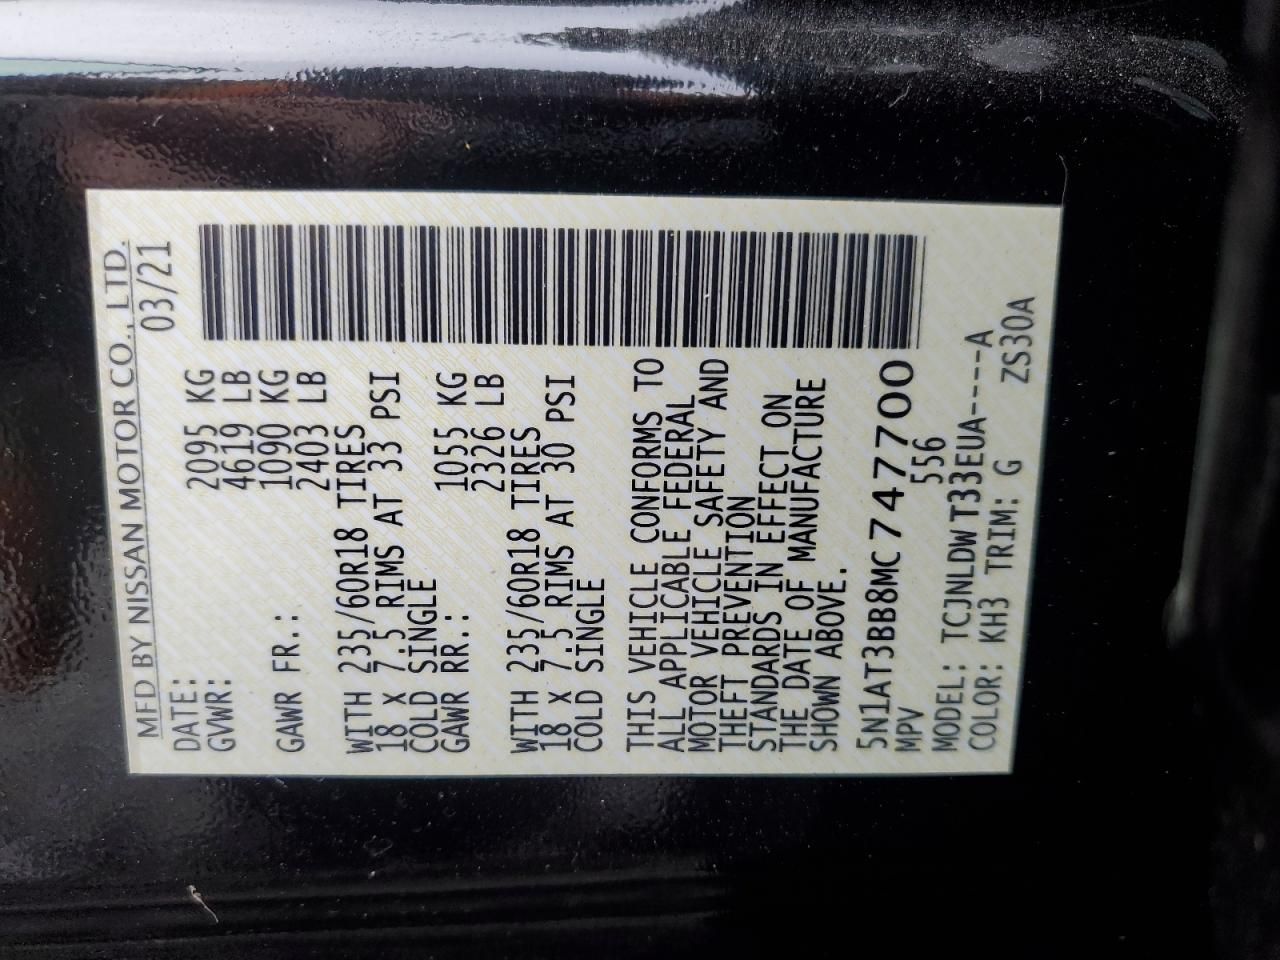 MFD BY NISSAN MOTOR CO., LTD.
DATE: 03/21
GVWR: 2095 KG
4619 LB
GAWR FR.: 1090 KG
2403 LB
WITH 235/60R18 TIRES
18 x 7.5 RIMS AT 33 PSI
COLD SINGLE
GAWR RR.: 1055 KG
2326 LB
WITH 235/60R18 TIRES
18 x 7.5 RIMS AT 30 PSI
COLD SINGLE
THIS VEHICLE CONFORMS TO
ALL APPLICABLE FEDERAL
MOTOR VEHICLE SAFETY AND
THEFT PREVENTION
STANDARDS IN EFFECT ON
THE DATE OF MANUFACTURE
SHOWN ABOVE.
5N1AT3BB8MC747700
MPV 556
MODEL: TCJNLDWT33EUA-----A
COLOR: KH3 TRIM: G ZS30A